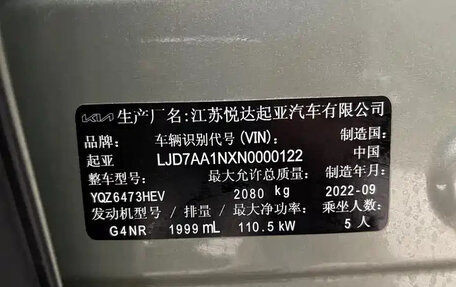 KIA 生产厂名:江苏悦达起亚汽车有限公司
品牌: 车辆识别代号(VIN): 制造国:
起亚 LJD7AA1NXN0000122 中国
整车型号: 最大允许总质量: 制造年月:
YQZ6473HEV 2080 kg 2022-09
发动机型号 / 排量 / 最大净功率: 乘坐人数:
G4NR 1999 mL 110.5 kW 5 人